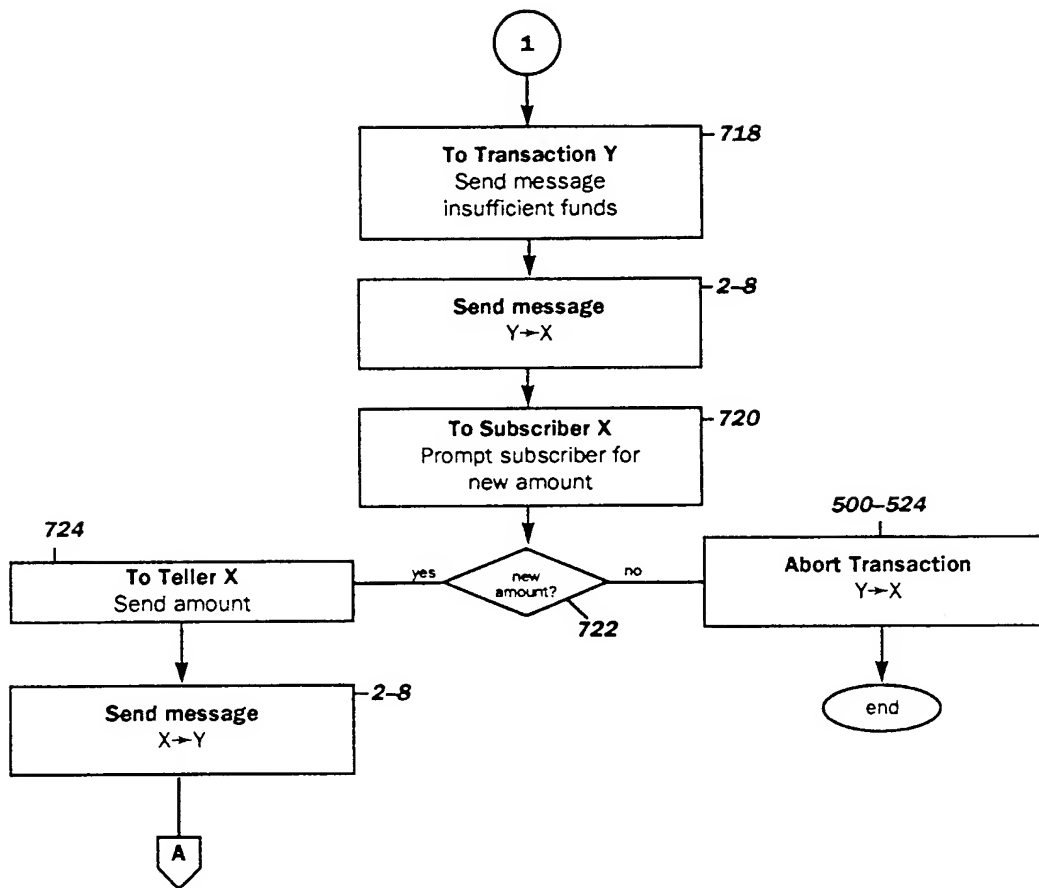 1
718
To Transaction Y
Send message
insufficient funds
2-8
Send message
Y→X
720
To Subscriber X
Prompt subscriber for
new amount
724
To Teller X
Send amount
yes
new
amount?
no
722
500-524
Abort Transaction
Y→X
2-8
Send message
X→Y
end
A